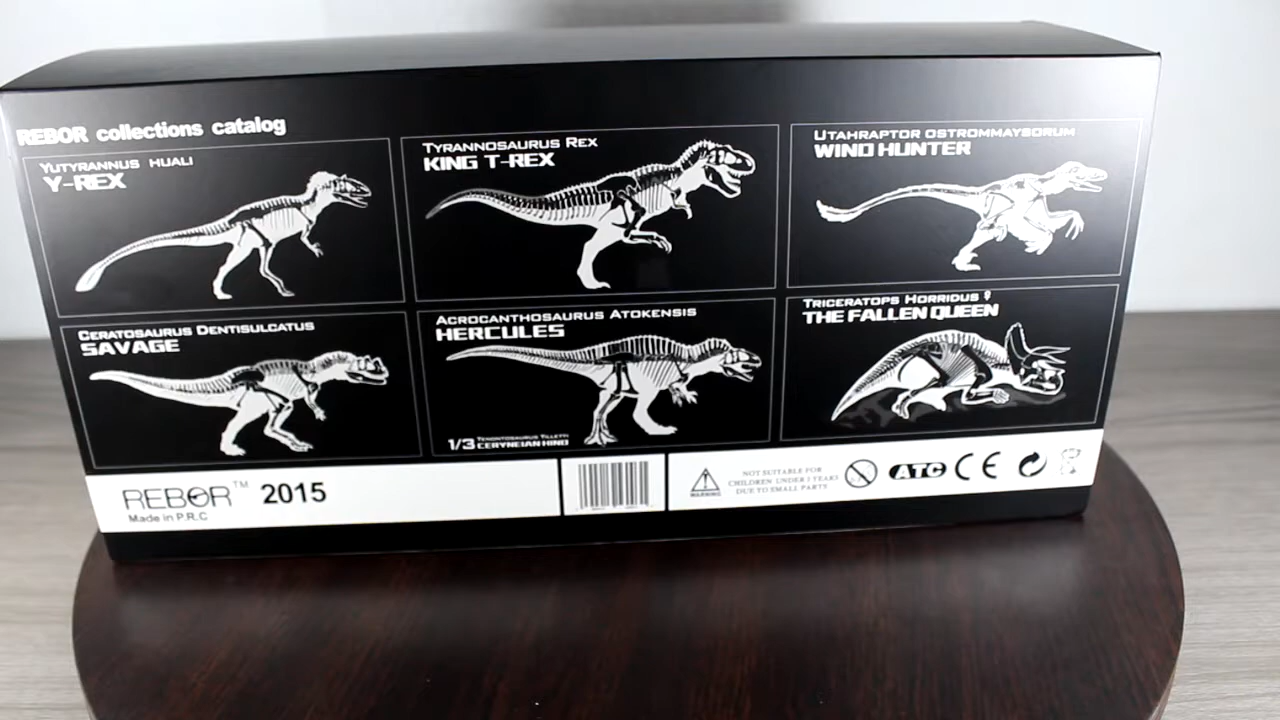 REBOR collections catalog
YUTYRANNUS HUALI
Y-REX
TYRANNOSAURUS REX
KING T-REX
UTAHRAPTOR OSTROMMAYSORUM
WIND HUNTER
CERATOSAURUS DENTISULCATUS
SAVAGE
ACROCANTHOSAURUS ATOKENSIS
HERCULES
1/3 TENONTOSAURUS TILLETTI
CERYNEIAN HIND
TRICERATOPS HORRIDUS ♀
THE FALLEN QUEEN
REBOR™ 2015
Made in P.R.C
WARNING
NOT SUITABLE FOR
CHILDREN UNDER 3 YEARS
DUE TO SMALL PARTS
ATC CE